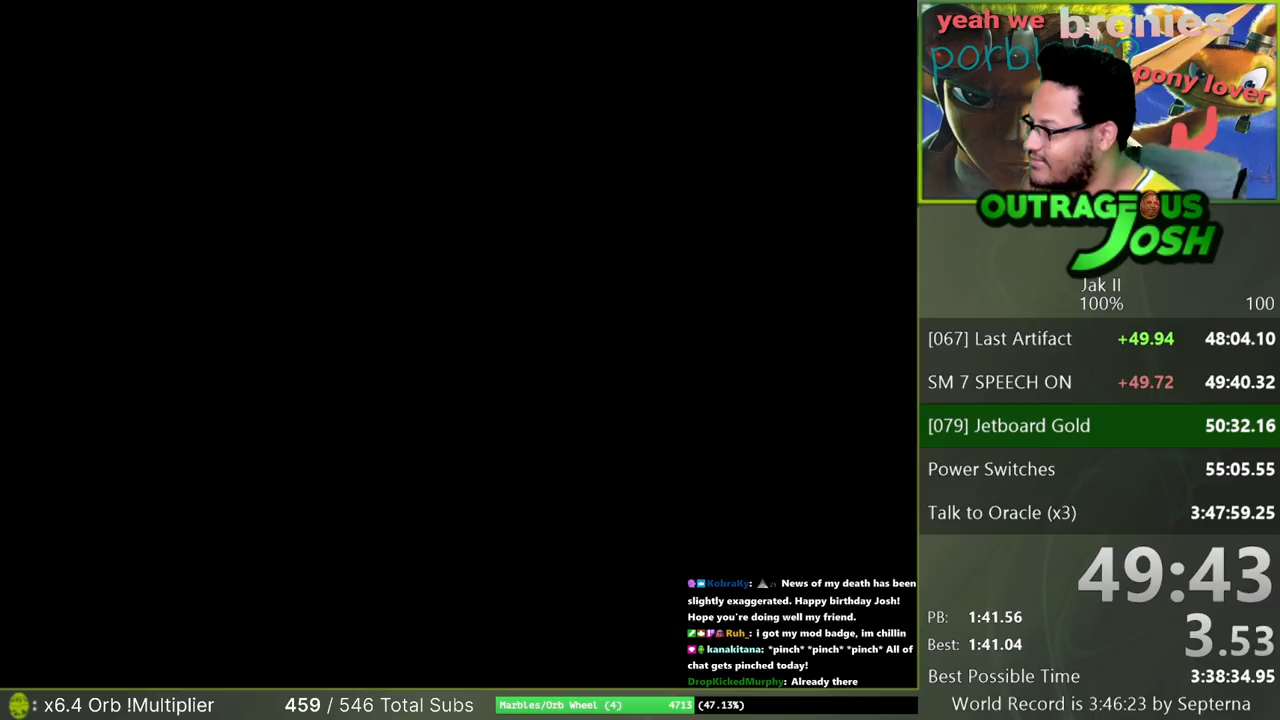 yeah we bronies
pony lover
OUTRAGEOUS
JOSH
Jak II
100% 100
[067] Last Artifact +49.94 48:04.10
SM 7 SPEECH ON +49.72 49:40.32
[079] Jetboard Gold 50:32.16
Power Switches 55:05.55
Talk to Oracle (x3) 3:47:59.25
49:43
PB: 1:41.56
3.53
Best: 1:41.04
Best Possible Time 3:38:34.95
World Record is 3:46:23 by Septerna
KobraKy: News of my death has been
slightly exaggerated. Happy birthday Josh!
Hope you're doing well my friend.
Ruh_: i got my mod badge, im chillin
kanakitana: *pinch* *pinch* *pinch* All of
chat gets pinched today!
DropKickedMurphy: Already there
: x6.4 Orb !Multiplier 459 / 546 Total Subs Marbles/Orb Wheel (4) 4713 (47.13%)